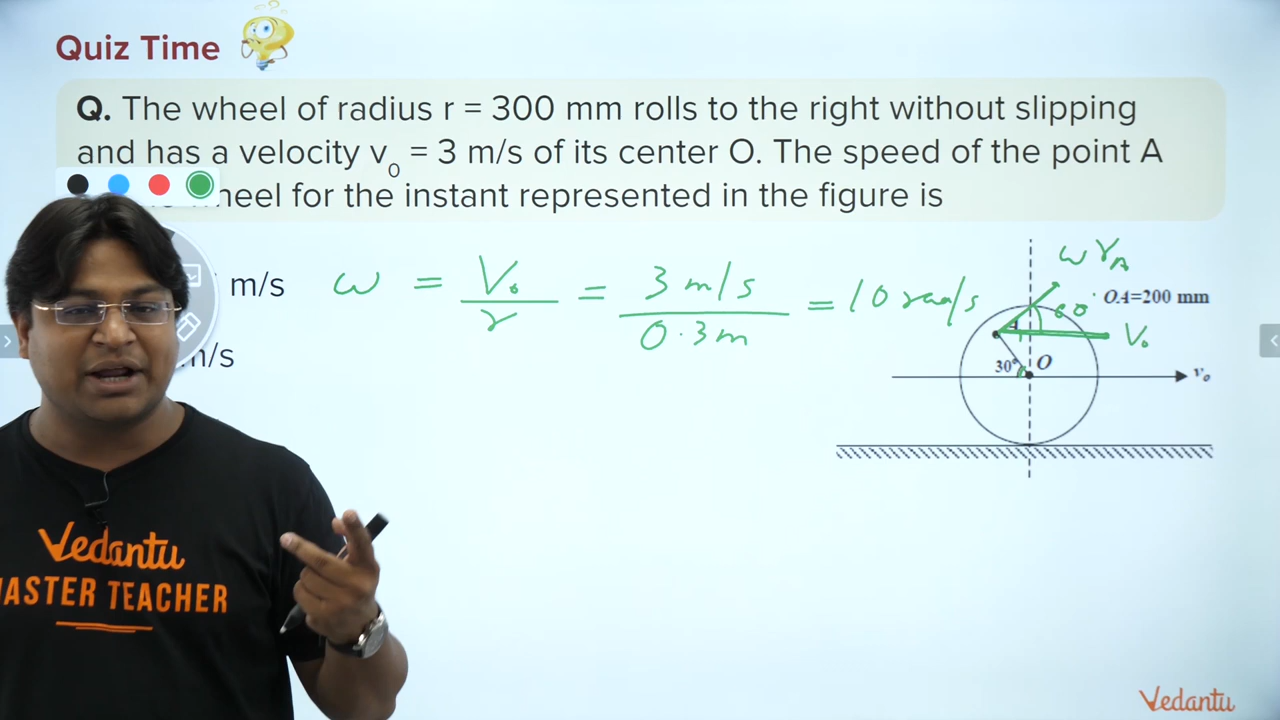 Quiz Time
Q. The wheel of radius r = 300 mm rolls to the right without slipping
and has a velocity v₀ = 3 m/s of its center O. The speed of the point A
wheel for the instant represented in the figure is
m/s
m/s
ω = V₀/r = 3 m/s / 0.3m = 10 rad/s
ω r_A
OA=200 mm
60
A
V₀
30°
O
v₀
Vedantu
MASTER TEACHER
Vedantu